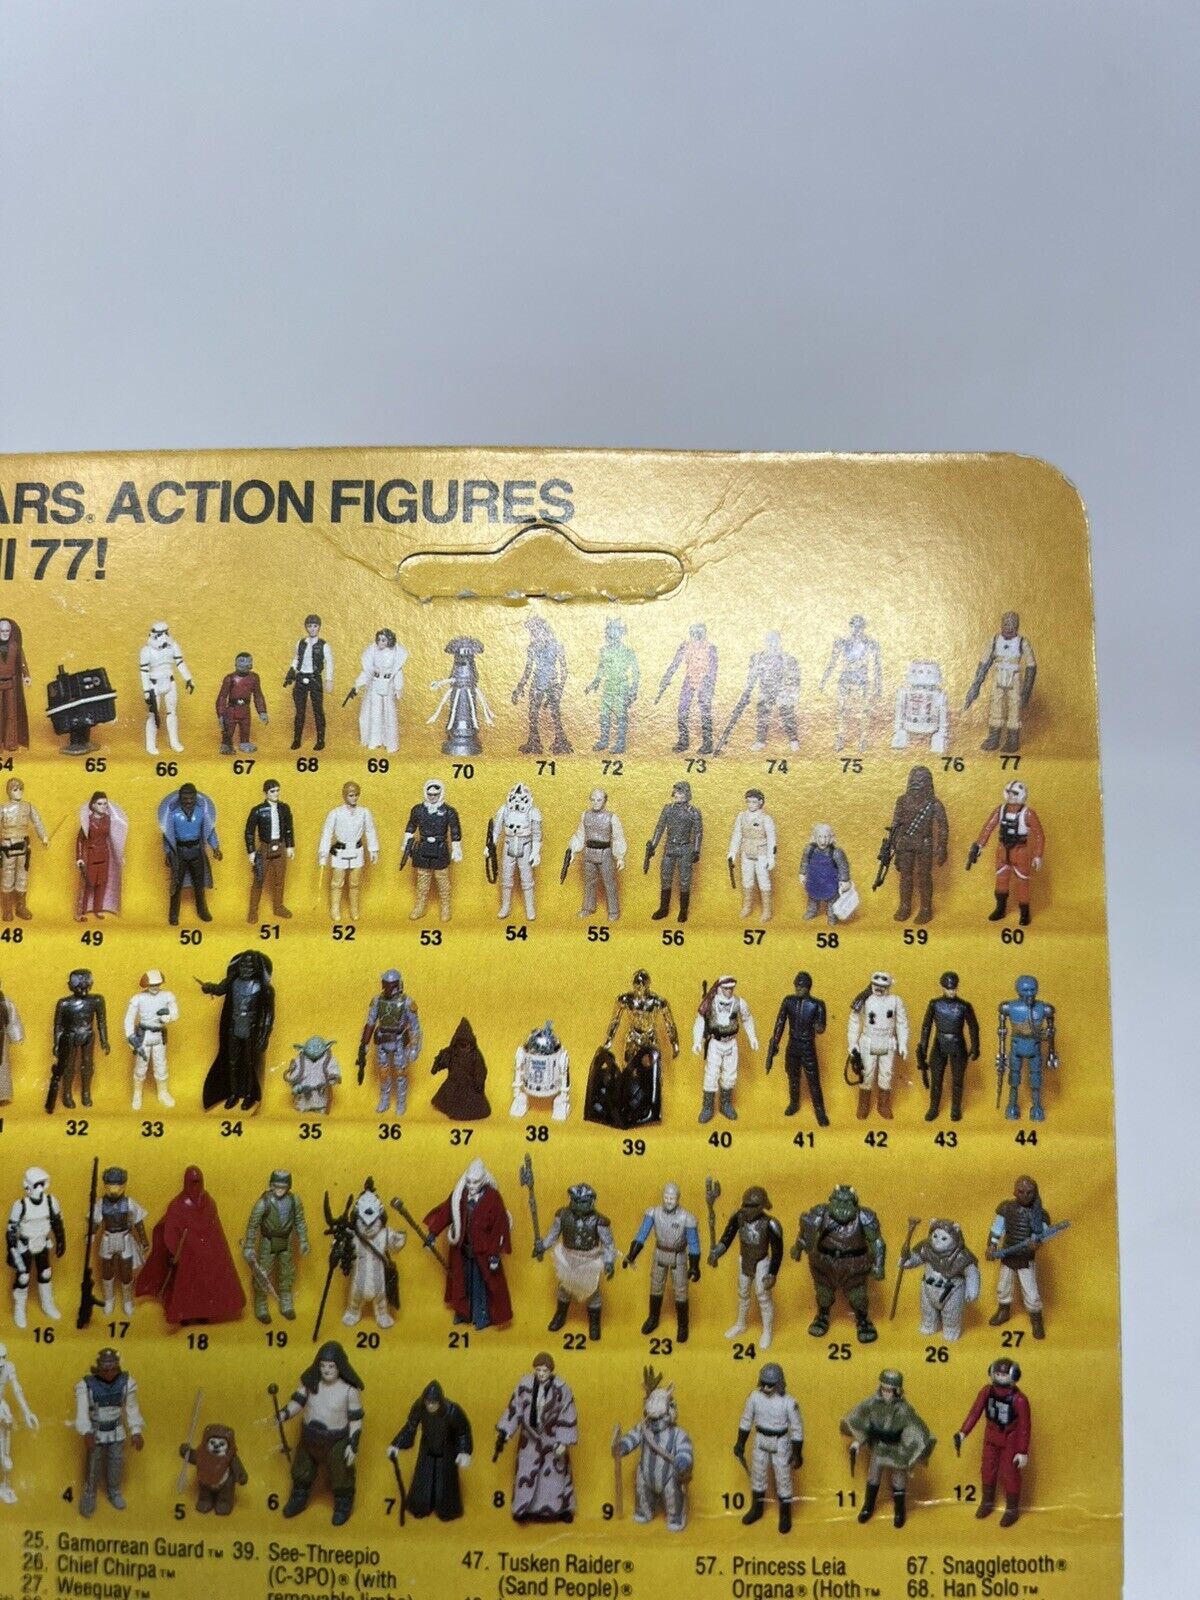 ARS® ACTION FIGURES
ll 77!
64 65 66 67 68 69 70 71 72 73 74 75 76 77
48 49 50 51 52 53 54 55 56 57 58 59 60
32 33 34 35 36 37 38 39 40 41 42 43 44
16 17 18 19 20 21 22 23 24 25 26 27
4 5 6 7 8 9 10 11 12
25. Gamorrean Guard™
26. Chief Chirpa™
27. Weequay™
39. See-Threepio
(C-3PO)® (with
removable limbs)
47. Tusken Raider®
(Sand People)®
57. Princess Leia
Organa® (Hoth™
67. Snaggletooth®
68. Han Solo™